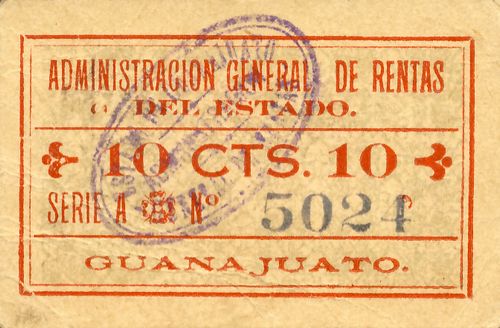 ADMINISTRACION GENERAL DE RENTAS
DEL ESTADO.
10 CTS. 10
SERIE A Nº 5024
GUANAJUATO.